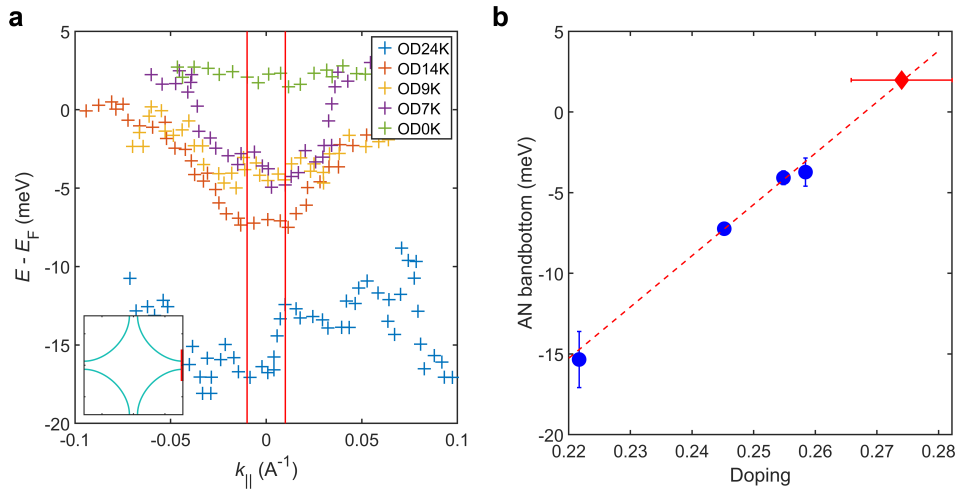 a
5
0
-5
-10
-15
-20
E - E_F (meV)
-0.1
-0.05
0
0.05
0.1
k_|| (A^-1)
OD24K
OD14K
OD9K
OD7K
OD0K
b
5
0
-5
-10
-15
-20
AN bandbottom (meV)
0.22
0.23
0.24
0.25
0.26
0.27
0.28
Doping